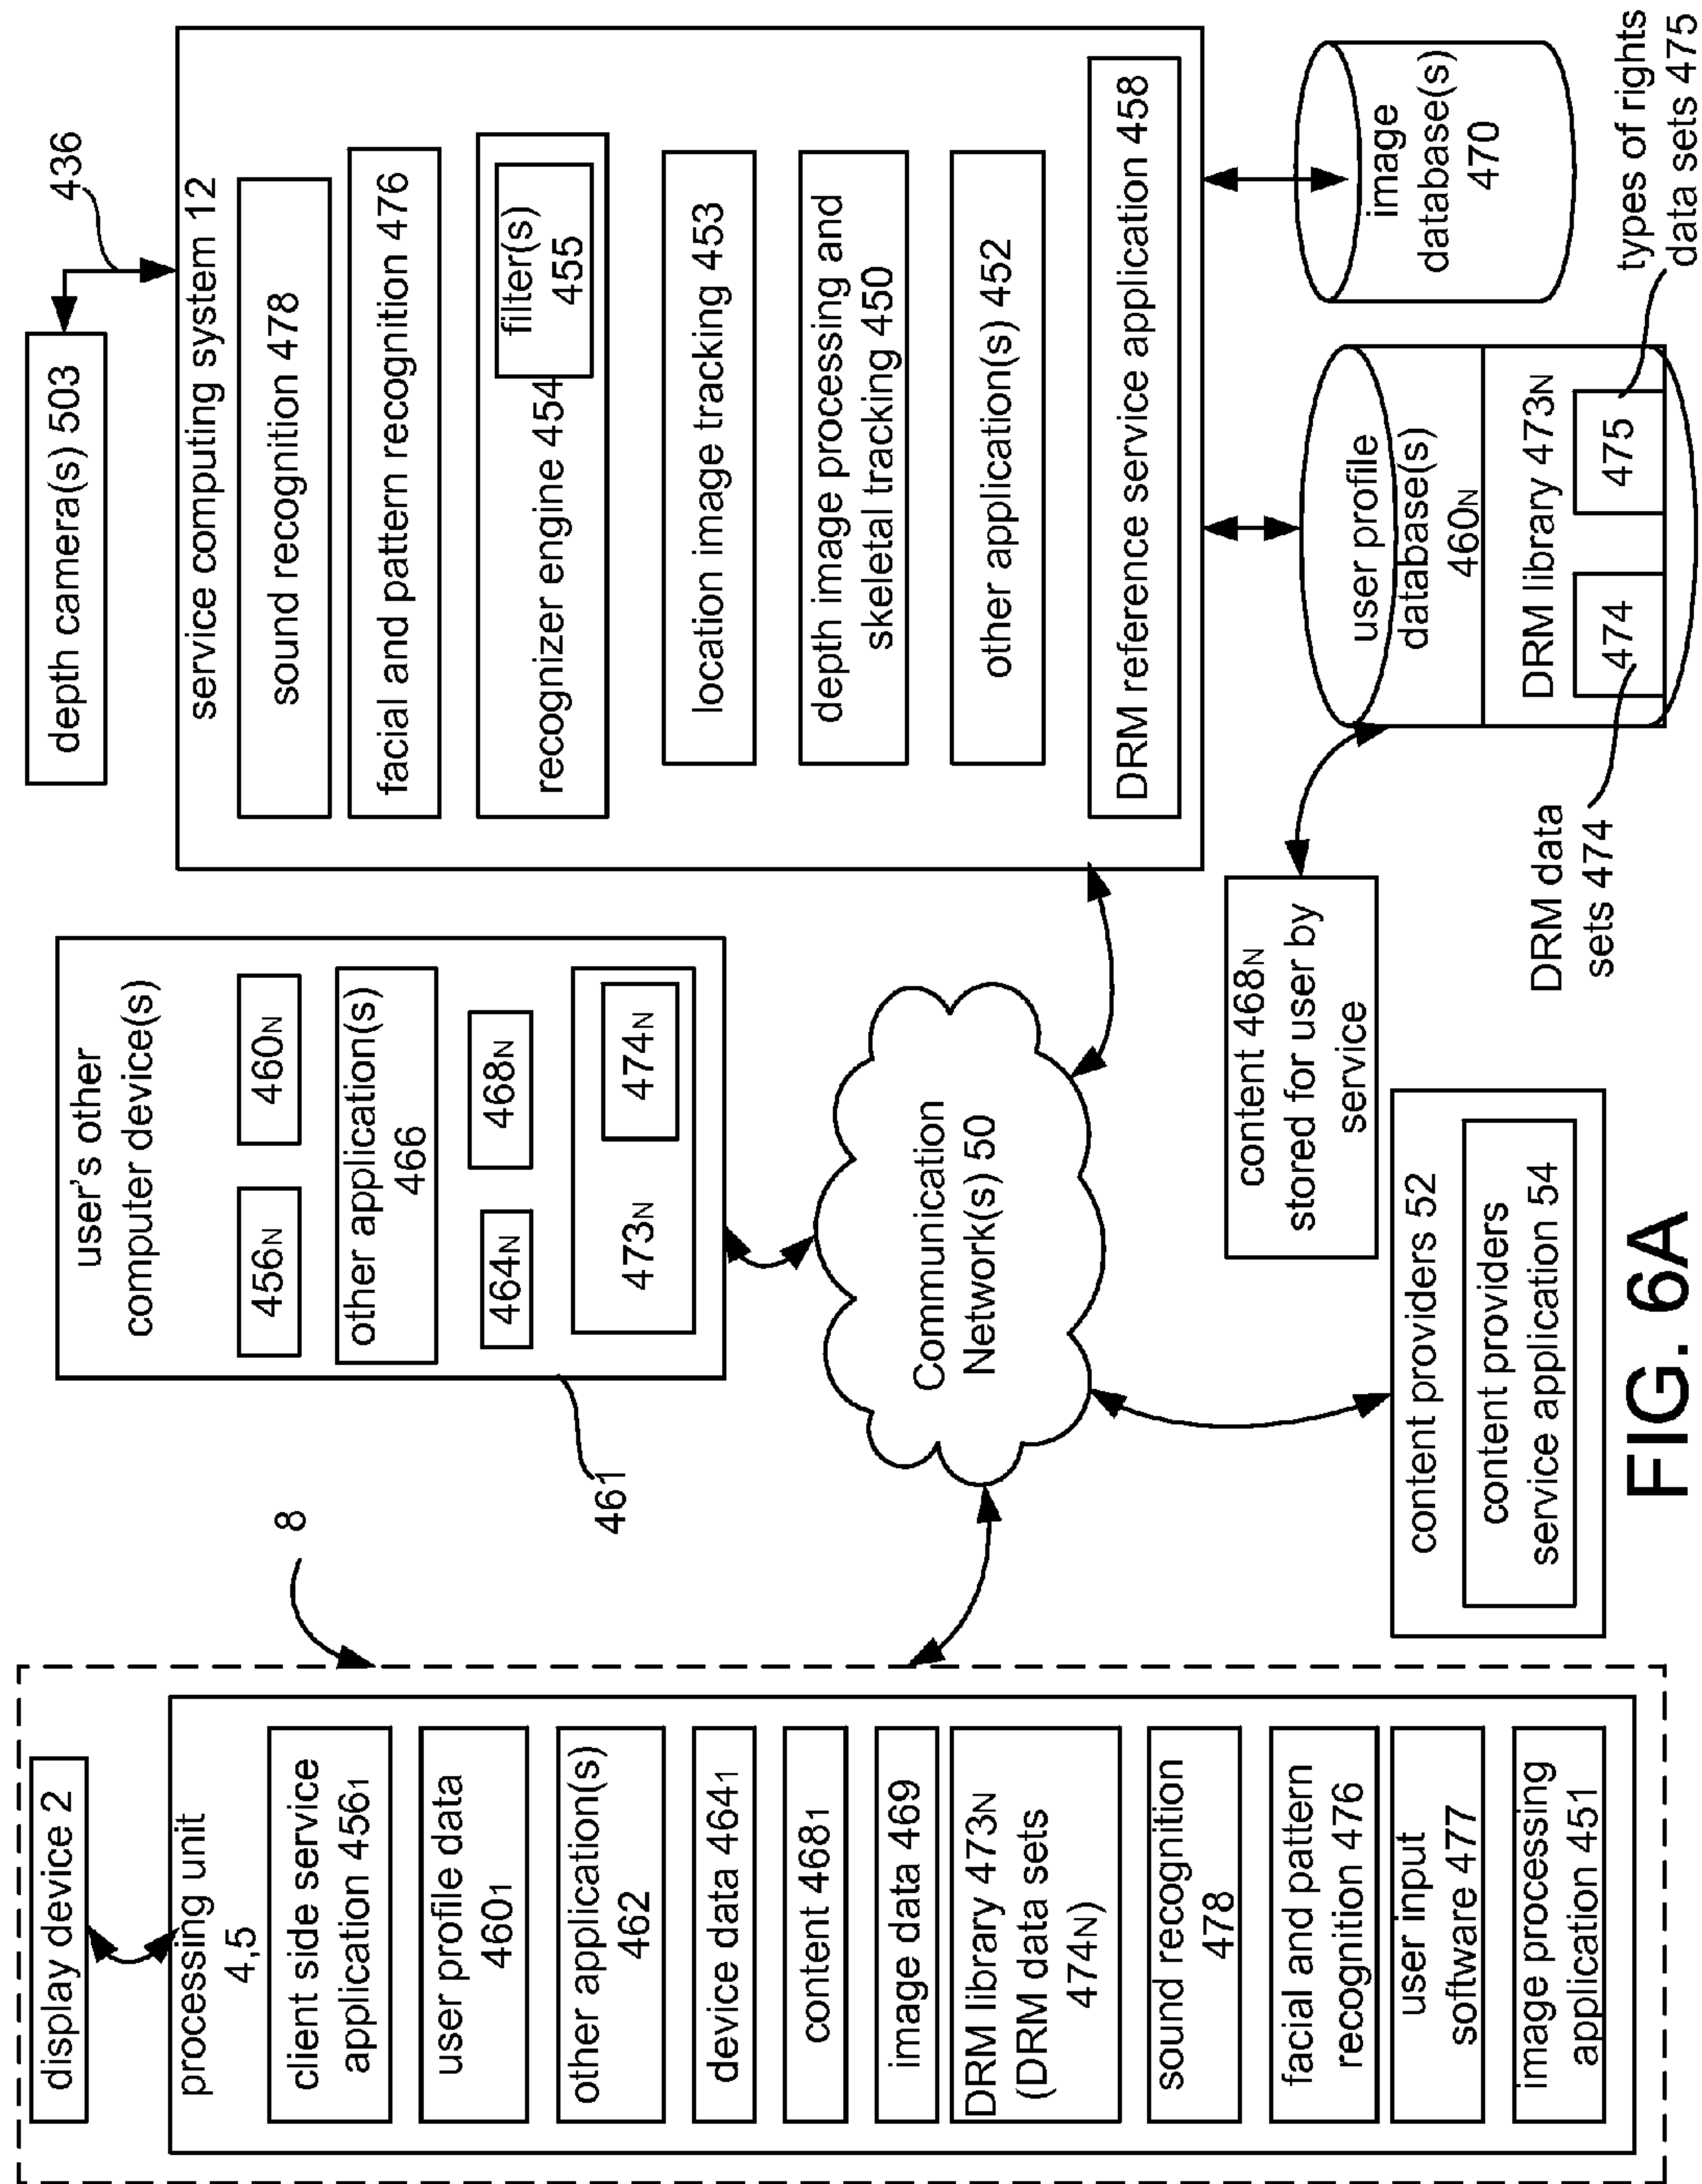 display device 2
processing unit
4,5
client side service
application 456₁
user profile data
460₁
other application(s)
462
device data 464₁
content 468₁
image data 469
DRM library 473N
(DRM data sets
474N)
sound recognition
478
facial and pattern
recognition 476
user input
software 477
image processing
application 451
8
user's other
computer device(s)
456N
460N
other application(s)
466
464N
468N
473N
474N
461
Communication
Network(s) 50
content providers 52
content providers
service application 54
depth camera(s) 503
436
service computing system 12
sound recognition 478
facial and pattern recognition 476
recognizer engine 454
filter(s)
455
location image tracking 453
depth image processing and
skeletal tracking 450
other application(s) 452
DRM reference service application 458
content 468N
stored for user by
service
user profile
databases(s)
460N
DRM library 473N
474
475
DRM data
sets 474
image
database(s)
470
types of rights
data sets 475
FIG. 6A